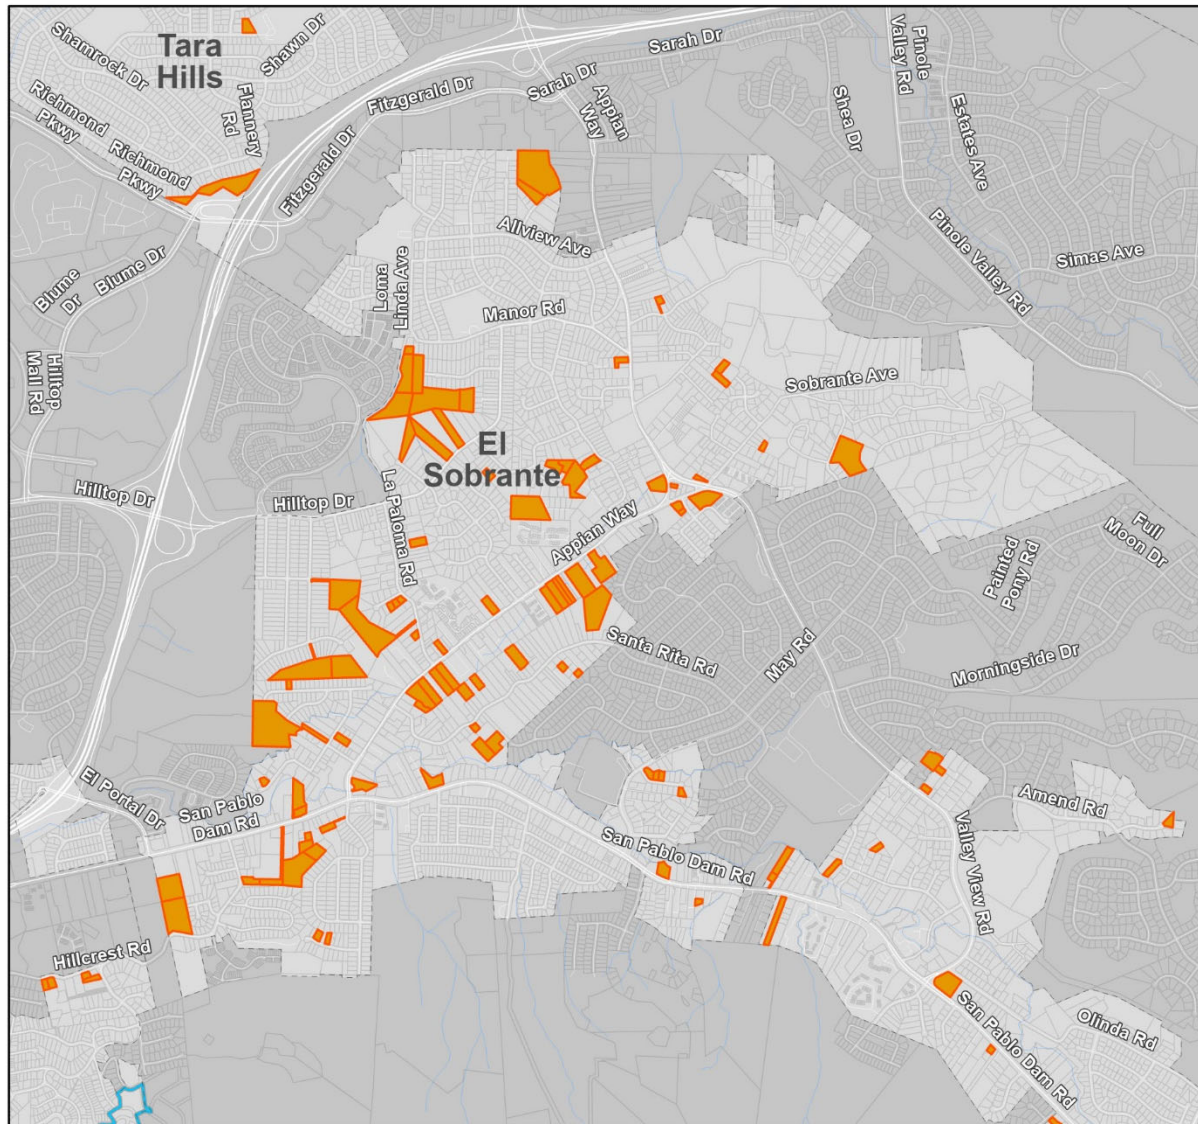 Tara
Hills
Shamrock Dr
Shawn Dr
Flannery
Rd
Richmond
Pkwy
Richmond
Pkwy
Fitzgerald Dr
Fitzgerald Dr
Sarah Dr
Sarah Dr
Appian
Way
Pinole
Valley Rd
Pinole
Estates Ave
Shea Dr
Pinole Valley Rd
Simas Ave
Allview Ave
Blume
Dr
Blume Dr
Loma
Linda Ave
Manor Rd
Hilltop
Mall Rd
Sobrante Ave
El
Sobrante
Hilltop Dr
Hilltop Dr
La Paloma Rd
Appian Way
Full
Moon Dr
Painted
Pony Rd
Santa Rita Rd
May Rd
Morningside Dr
El Portal Dr
San Pablo
Dam Rd
Amend Rd
San Pablo Dam Rd
Valley View Rd
Hillcrest Rd
San Pablo Dam Rd
Olinda Rd